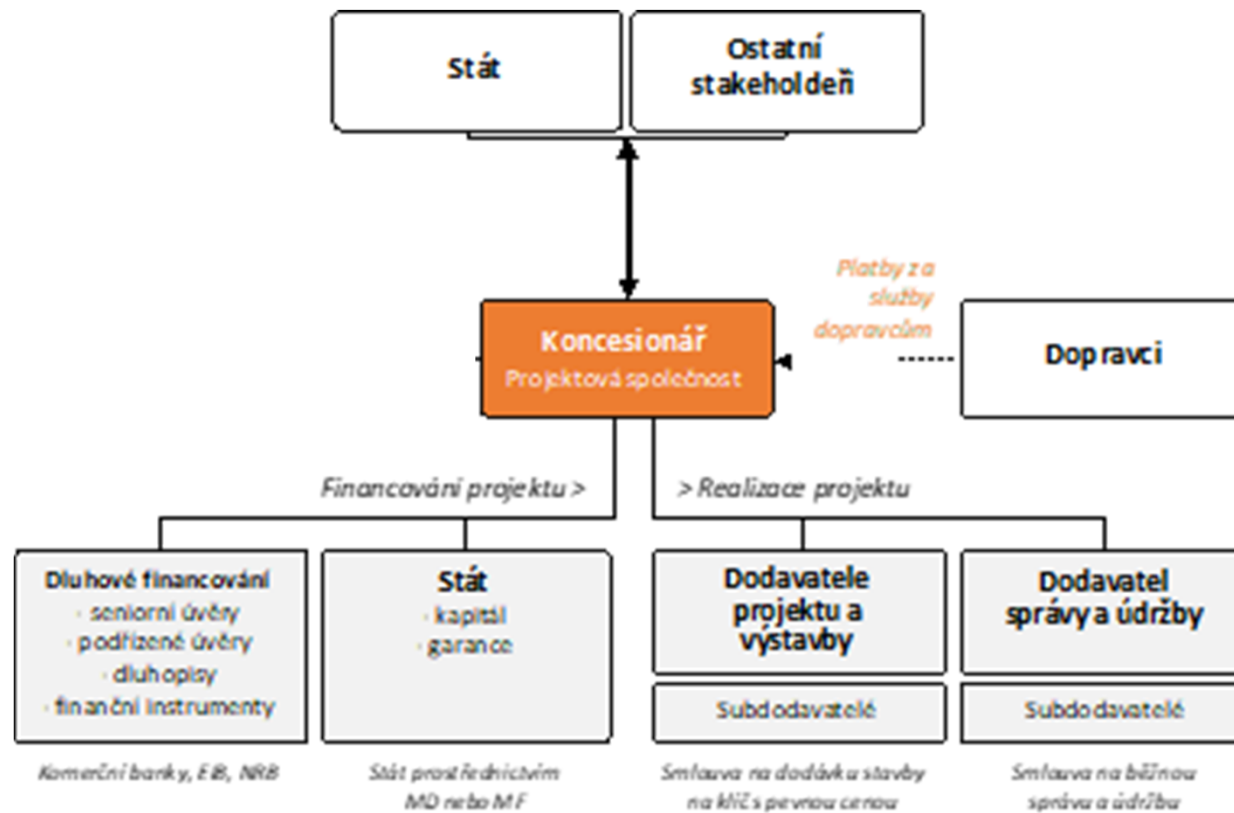 Stát
Ostatní
stakeholdeři
Platby za
služby
dopravcům
Koncesionář
Projektová společnost
Dopravci
Financování projektu >
> Realizace projektu
Dluhové financování
· seniorní úvěry
· podřízené úvěry
· dluhopisy
· finanční instrumenty
Komerční banky, EIB, NRB
Stát
· kapitál
· garance
Stát prostřednictvím
MD nebo MF
Dodavatele
projektu a
výstavby
Subdodavatelé
Smlouva na dodávku stavby
na klíč s pevnou cenou
Dodavatel
správy a údržby
Subdodavatelé
Smlouva na běžnou
správu a údržbu